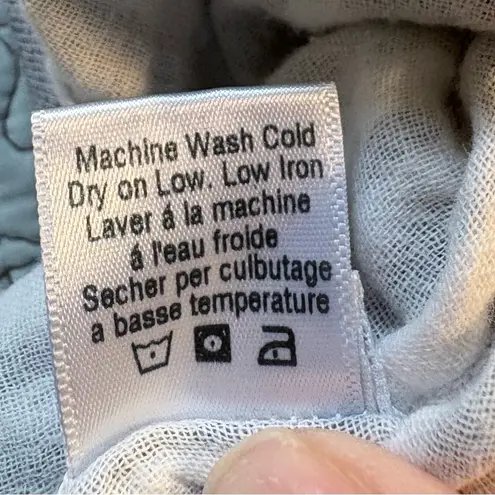 Machine Wash Cold
Dry on Low. Low Iron
Laver á la machine
á l'eau froide
Secher per culbutage
a basse temperature